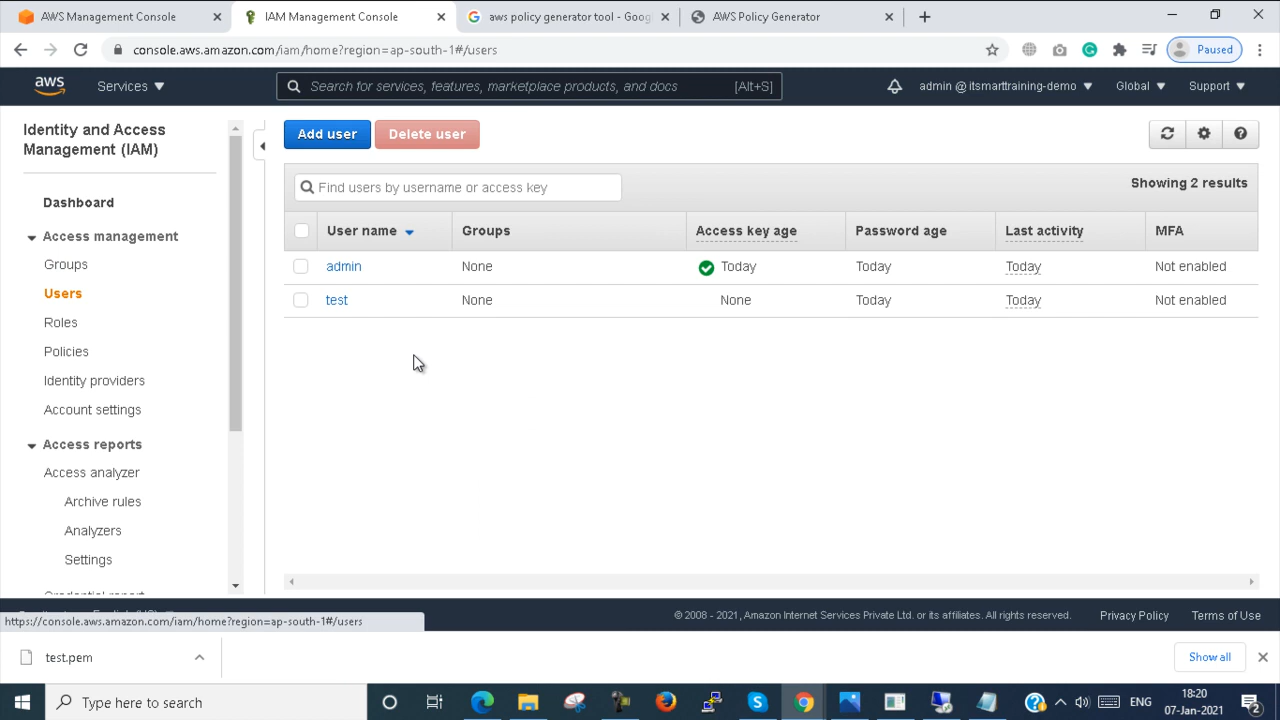 AWS Management Console
IAM Management Console
aws policy generator tool - Goog
AWS Policy Generator
console.aws.amazon.com/iam/home?region=ap-south-1#/users
Paused
aws
Services
Search for services, features, marketplace products, and docs
[Alt+S]
admin @ itsmarttraining-demo
Global
Support
Identity and Access
Management (IAM)
Dashboard
Access management
Groups
Users
Roles
Policies
Identity providers
Account settings
Access reports
Access analyzer
Archive rules
Analyzers
Settings
Add user
Delete user
Find users by username or access key
Showing 2 results
User name
Groups
Access key age
Password age
Last activity
MFA
admin
None
Today
Today
Today
Not enabled
test
None
None
Today
Today
Not enabled
© 2008 - 2021, Amazon Internet Services Private Ltd. or its affiliates. All rights reserved.
Privacy Policy
Terms of Use
https://console.aws.amazon.com/iam/home?region=ap-south-1#/users
test.pem
Show all
Type here to search
ENG
18:20
07-Jan-2021
2